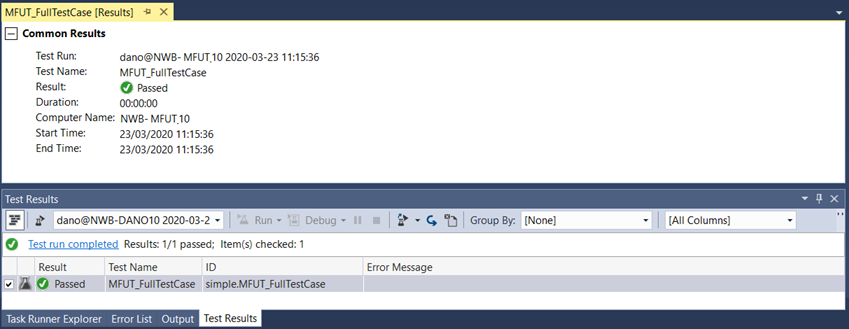 MFUT_FullTestCase [Results]
Common Results
Test Run: dano@NWB- MFUT_10 2020-03-23 11:15:36
Test Name: MFUT_FullTestCase
Result: Passed
Duration: 00:00:00
Computer Name: NWB- MFUT_10
Start Time: 23/03/2020 11:15:36
End Time: 23/03/2020 11:15:36
Test Results
dano@NWB-DANO10 2020-03-2 Run Debug Group By: [None] [All Columns]
Test run completed Results: 1/1 passed; Item(s) checked: 1
Result Test Name ID Error Message
Passed MFUT_FullTestCase simple.MFUT_FullTestCase
Task Runner Explorer Error List Output Test Results